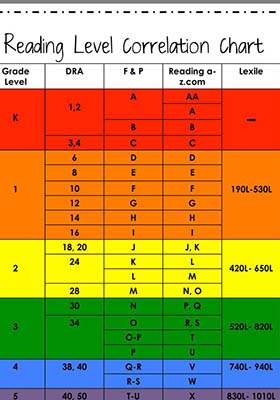 Reading Level Correlation Chart
Grade Level DRA F & P Reading a-z.com Lexile
K 1,2 A AA —
A
B B
3,4 C C
1 6 D D 190L-530L
8 E E
10 F F
12 G G
14 H H
16 I I
2 18, 20 J J, K 420L- 650L
24 K L
L M
28 M N, O
3 30 N P, Q 520L- 820L
34 O R, S
O-P T
P U
4 38, 40 Q-R V 740L- 940L
R-S W
5 40, 50 T-U X 830L- 1010L